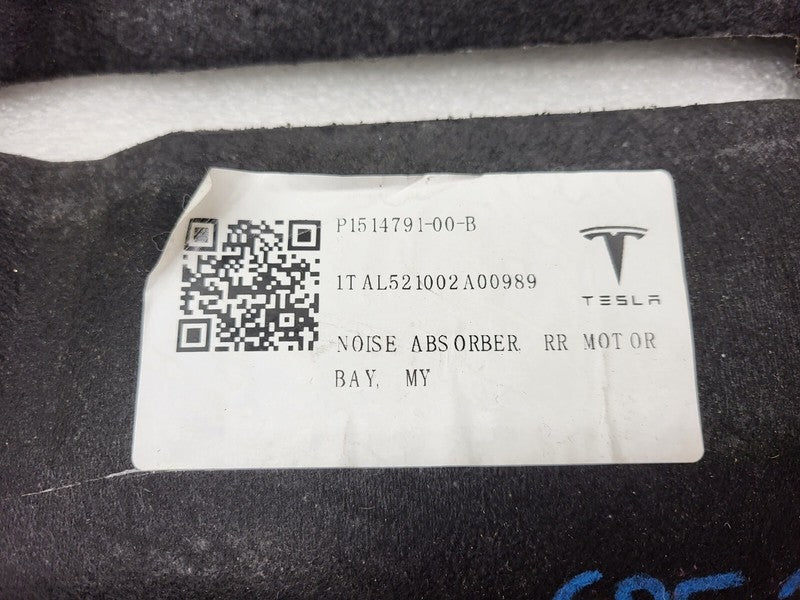 P1514791-00-B
1TAL521002A00989
TESLA
NOISE ABSORBER, RR MOTOR
BAY, MY